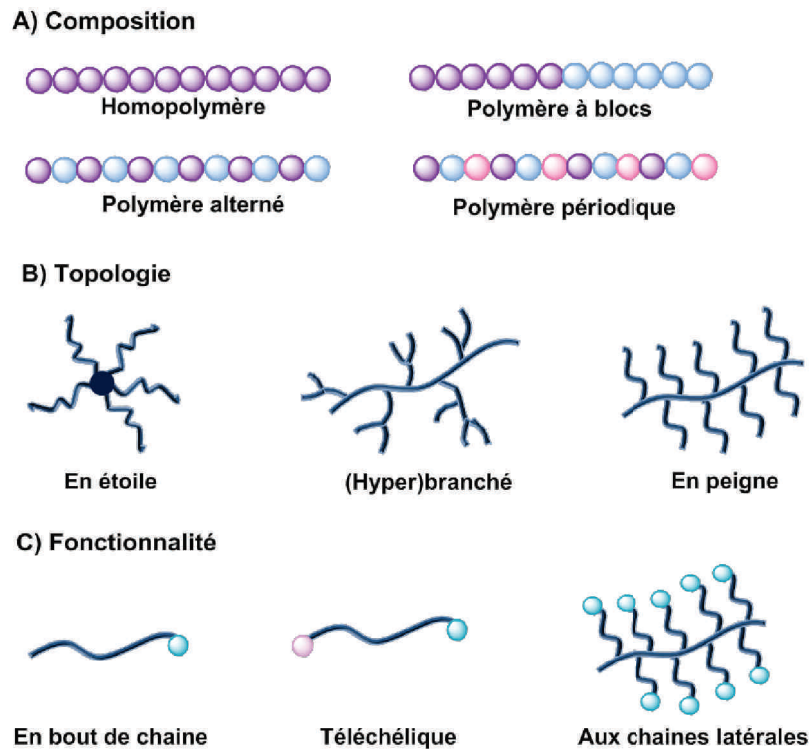 A) Composition
Homopolymère
Polymère à blocs
Polymère alterné
Polymère périodique
B) Topologie
En étoile
(Hyper)branché
En peigne
C) Fonctionnalité
En bout de chaine
Téléchélique
Aux chaines latérales